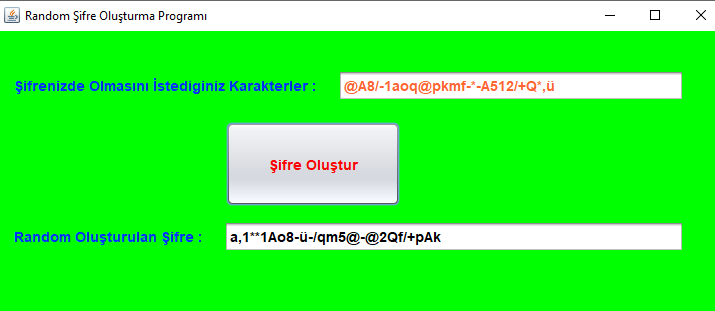 Random Şifre Oluşturma Programı
Şifrenizde Olmasını İstediginiz Karakterler : @A8/-1aoq@pkmf-*-A512/+Q*,ü
Şifre Oluştur
Random Oluşturulan Şifre : a,1**1Ao8-ü-/qm5@-@2Qf/+pAk